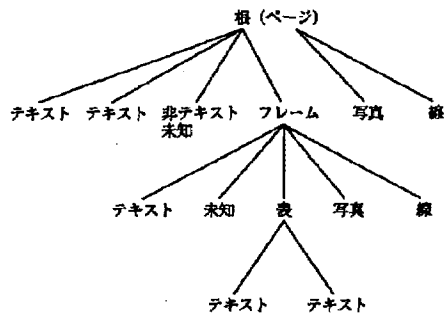 根（ページ）
テキスト テキスト 非テキスト フレーム 写真 線
未知
テキスト 未知 表 写真 線
テキスト テキスト